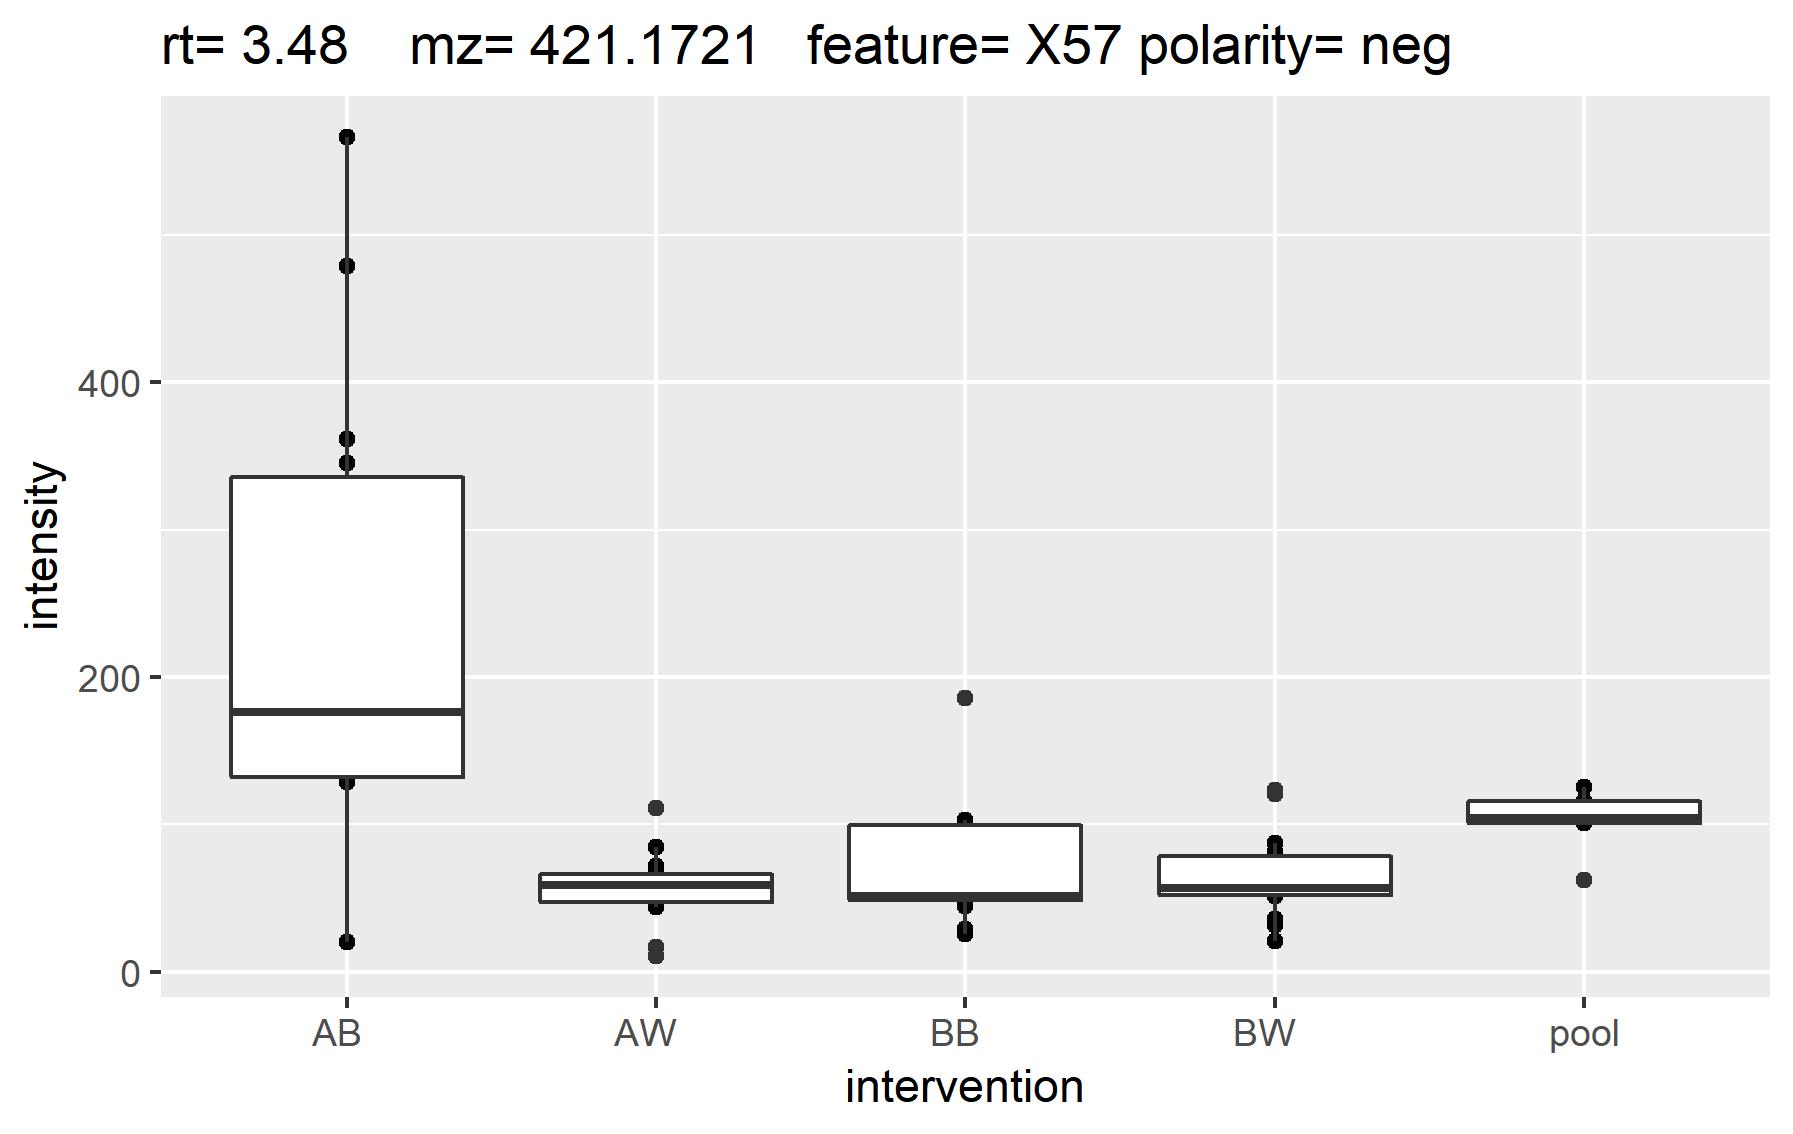 rt= 3.48 mz= 421.1721 feature= X57 polarity= neg
intensity
400
200
0
AB AW BB BW pool
intervention